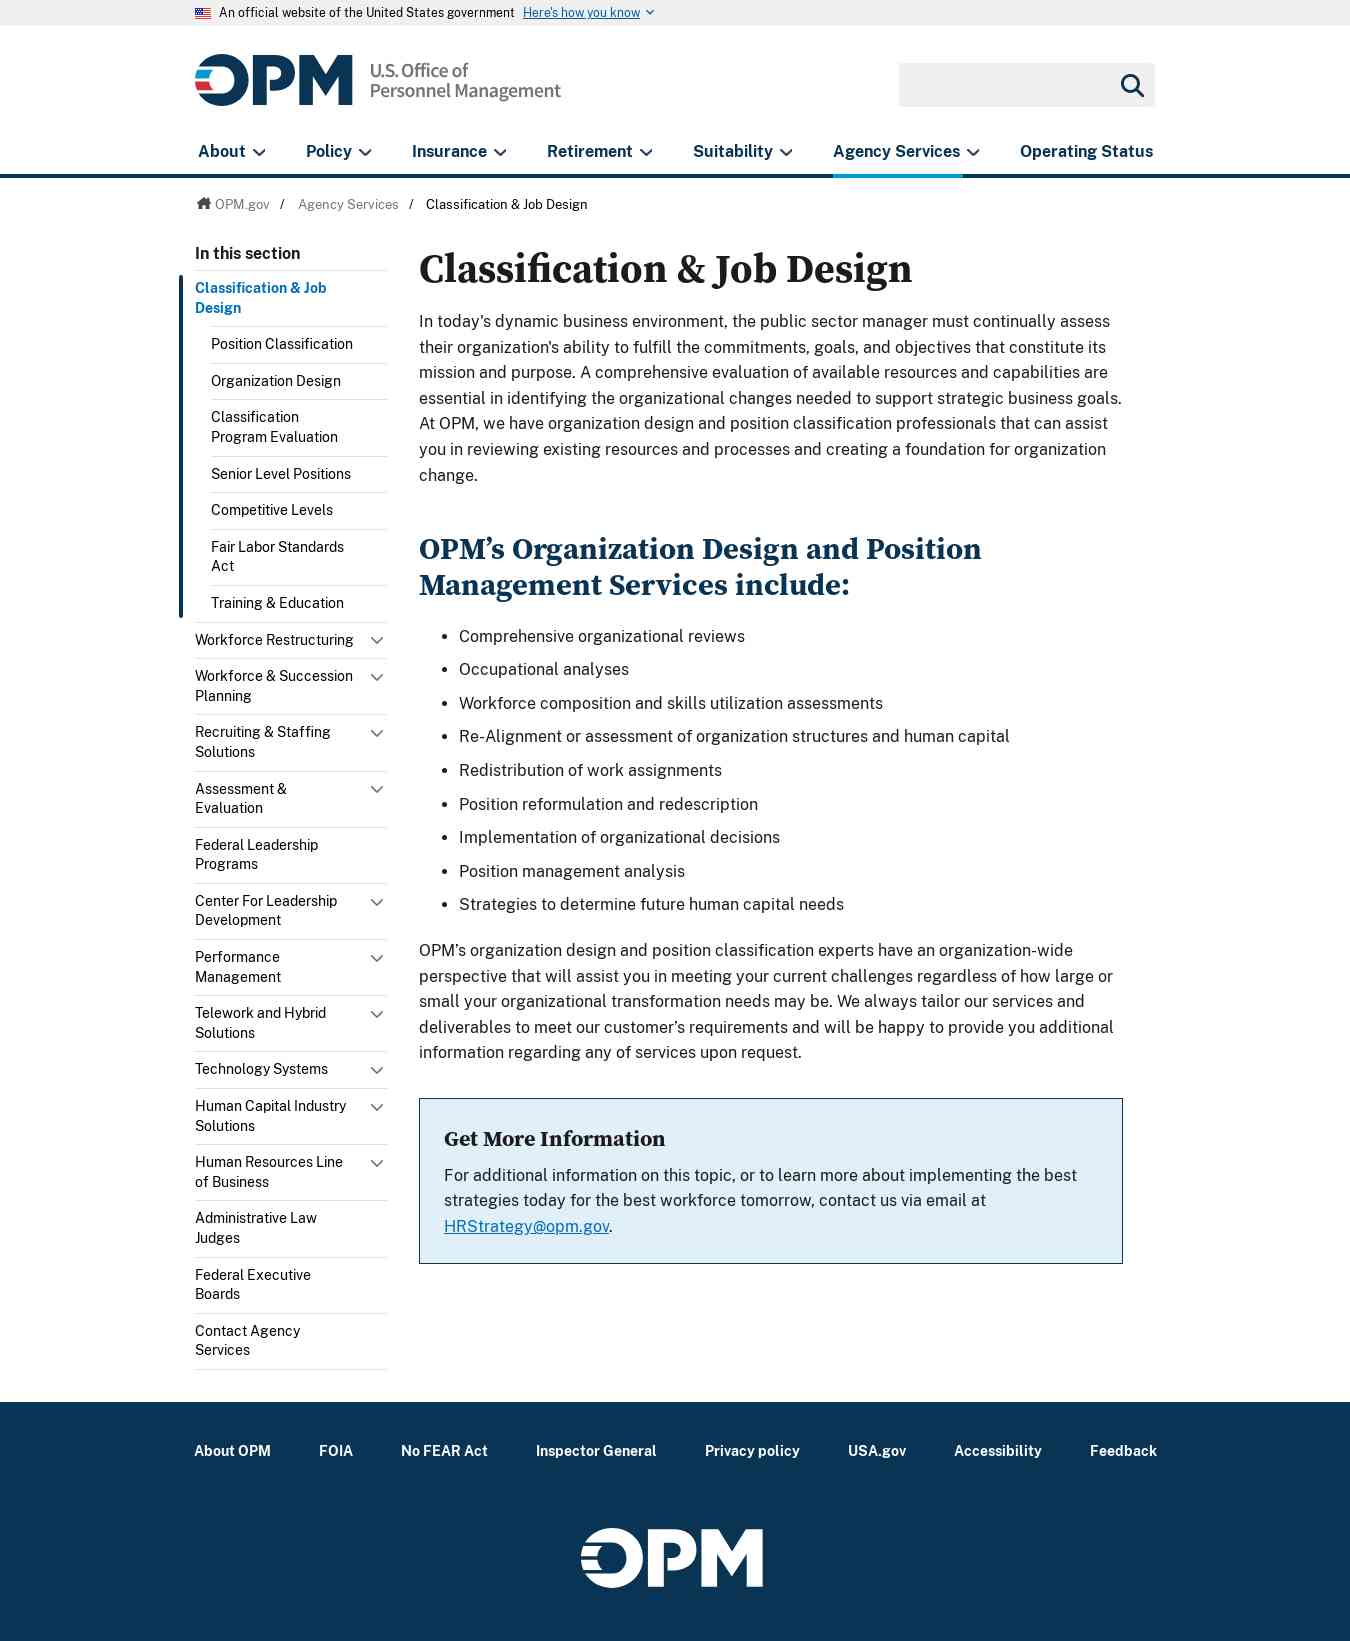 An official website of the United States government Here's how you know
OPM U.S. Office of
Personnel Management
About Policy Insurance Retirement Suitability Agency Services Operating Status
OPM.gov / Agency Services / Classification & Job Design
In this section
Classification & Job
Design
Position Classification
Organization Design
Classification
Program Evaluation
Senior Level Positions
Competitive Levels
Fair Labor Standards
Act
Training & Education
Workforce Restructuring
Workforce & Succession
Planning
Recruiting & Staffing
Solutions
Assessment &
Evaluation
Federal Leadership
Programs
Center For Leadership
Development
Performance
Management
Telework and Hybrid
Solutions
Technology Systems
Human Capital Industry
Solutions
Human Resources Line
of Business
Administrative Law
Judges
Federal Executive
Boards
Contact Agency
Services
Classification & Job Design
In today's dynamic business environment, the public sector manager must continually assess
their organization's ability to fulfill the commitments, goals, and objectives that constitute its
mission and purpose. A comprehensive evaluation of available resources and capabilities are
essential in identifying the organizational changes needed to support strategic business goals.
At OPM, we have organization design and position classification professionals that can assist
you in reviewing existing resources and processes and creating a foundation for organization
change.
OPM’s Organization Design and Position
Management Services include:
• Comprehensive organizational reviews
• Occupational analyses
• Workforce composition and skills utilization assessments
• Re-Alignment or assessment of organization structures and human capital
• Redistribution of work assignments
• Position reformulation and redescription
• Implementation of organizational decisions
• Position management analysis
• Strategies to determine future human capital needs
OPM’s organization design and position classification experts have an organization-wide
perspective that will assist you in meeting your current challenges regardless of how large or
small your organizational transformation needs may be. We always tailor our services and
deliverables to meet our customer’s requirements and will be happy to provide you additional
information regarding any of services upon request.
Get More Information
For additional information on this topic, or to learn more about implementing the best
strategies today for the best workforce tomorrow, contact us via email at
HRStrategy@opm.gov.
About OPM FOIA No FEAR Act Inspector General Privacy policy USA.gov Accessibility Feedback
OPM